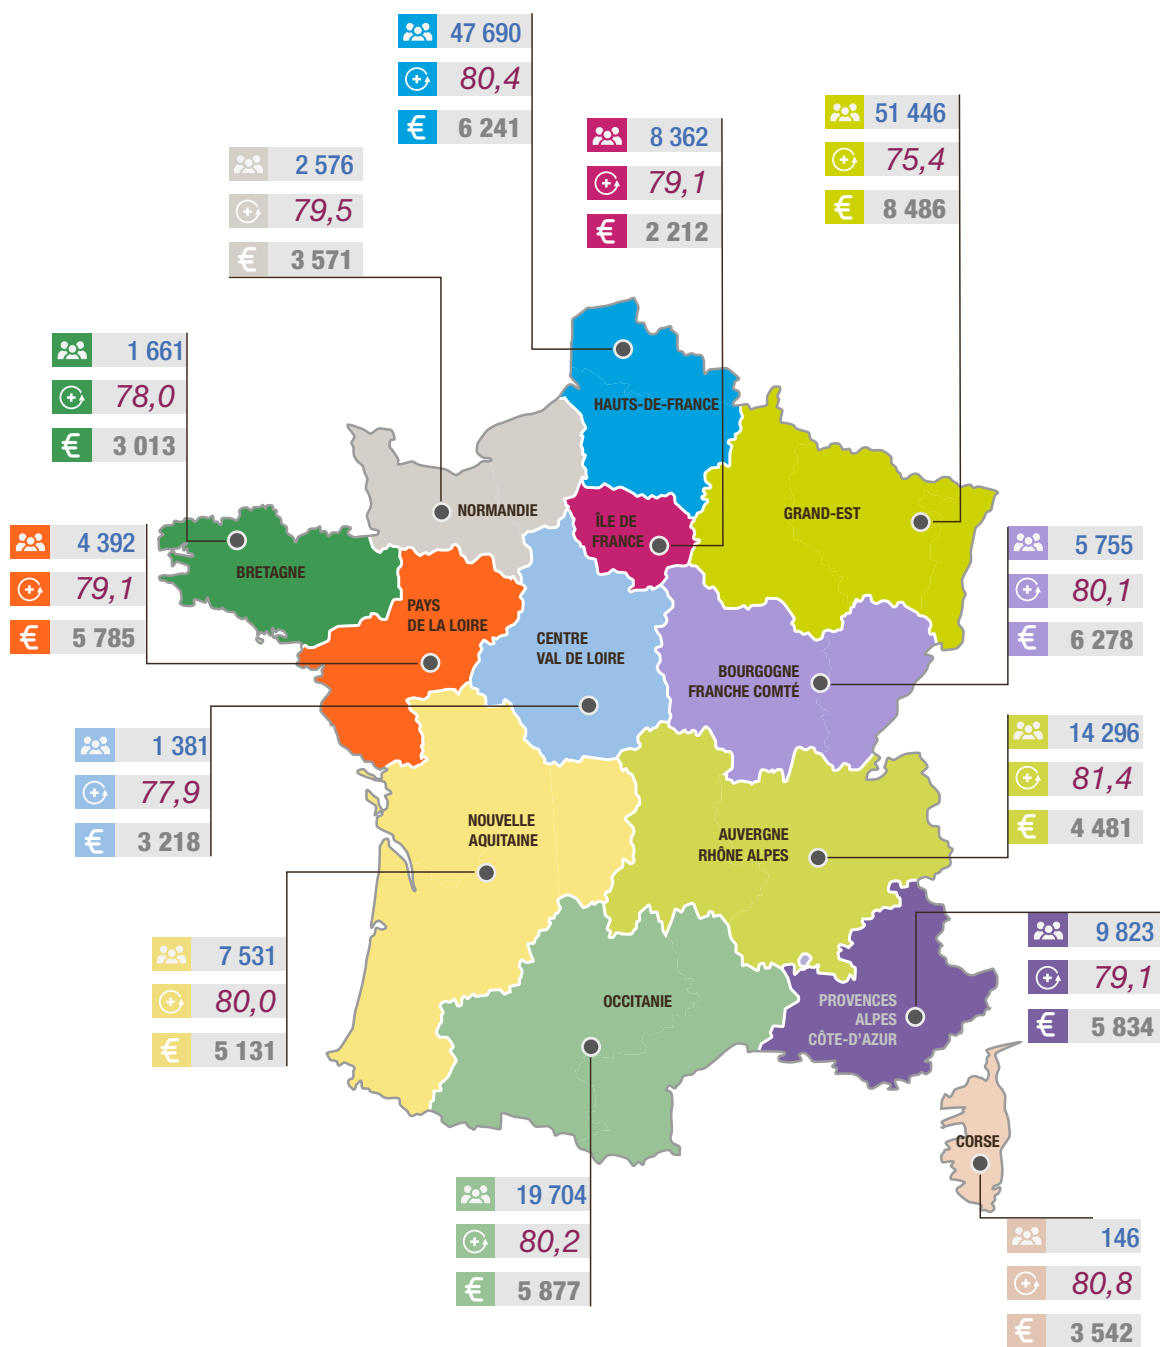 47 690
80,4
€ 6 241
51 446
75,4
€ 8 486
8 362
79,1
€ 2 212
2 576
79,5
€ 3 571
1 661
78,0
€ 3 013
HAUTS-DE-FRANCE
NORMANDIE
ÎLE DE
FRANCE
GRAND-EST
4 392
79,1
€ 5 785
BRETAGNE
PAYS
DE LA LOIRE
CENTRE
VAL DE LOIRE
BOURGOGNE
FRANCHE COMTÉ
5 755
80,1
€ 6 278
1 381
77,9
€ 3 218
14 296
81,4
€ 4 481
NOUVELLE
AQUITAINE
AUVERGNE
RHÔNE ALPES
7 531
80,0
€ 5 131
OCCITANIE
PROVENCES
ALPES
CÔTE-D'AZUR
9 823
79,1
€ 5 834
CORSE
19 704
80,2
€ 5 877
146
80,8
€ 3 542